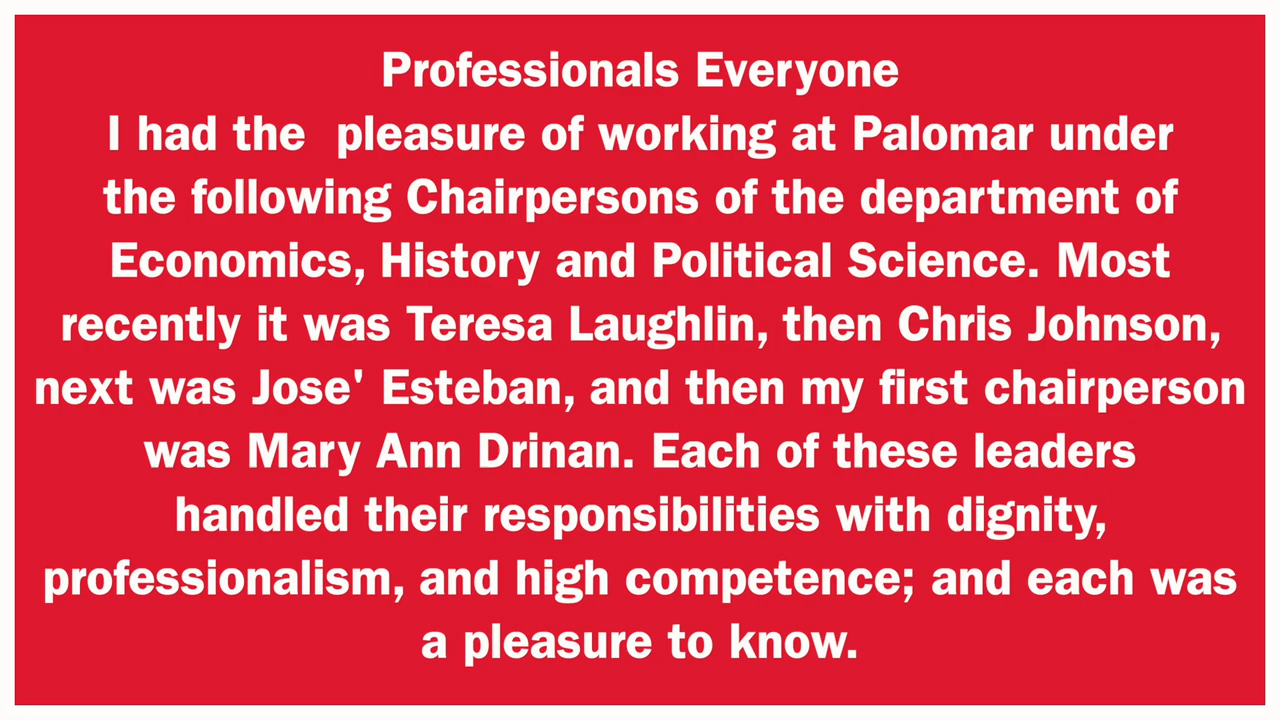 Professionals Everyone
I had the  pleasure of working at Palomar under
the following Chairpersons of the department of
Economics, History and Political Science. Most
recently it was Teresa Laughlin, then Chris Johnson,
next was Jose' Esteban, and then my first chairperson
was Mary Ann Drinan. Each of these leaders
handled their responsibilities with dignity,
professionalism, and high competence; and each was
a pleasure to know.